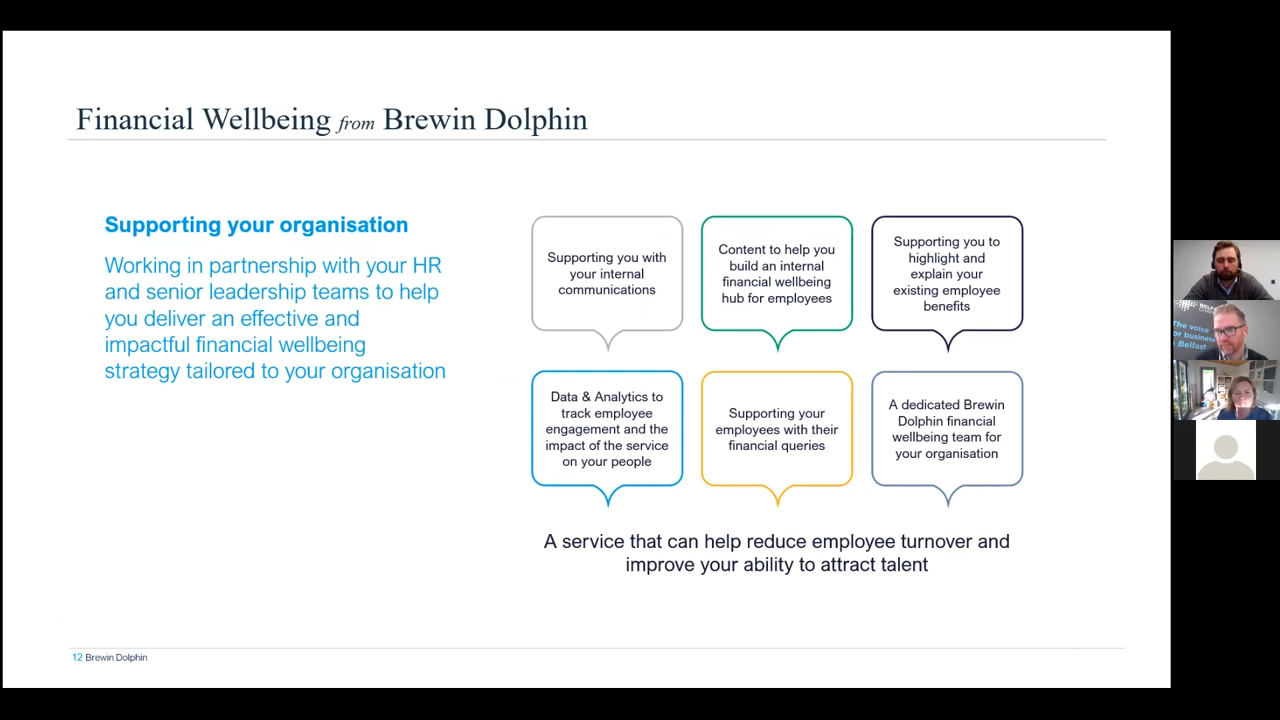 Financial Wellbeing from Brewin Dolphin
Supporting your organisation
Working in partnership with your HR
and senior leadership teams to help
you deliver an effective and
impactful financial wellbeing
strategy tailored to your organisation
Supporting you with
your internal
communications
Content to help you
build an internal
financial wellbeing
hub for employees
Supporting you to
highlight and
explain your
existing employee
benefits
Data & Analytics to
track employee
engagement and the
impact of the service
on your people
Supporting your
employees with their
financial queries
A dedicated Brewin
Dolphin financial
wellbeing team for
your organisation
A service that can help reduce employee turnover and
improve your ability to attract talent
12 Brewin Dolphin
The voice
for business
Belfast